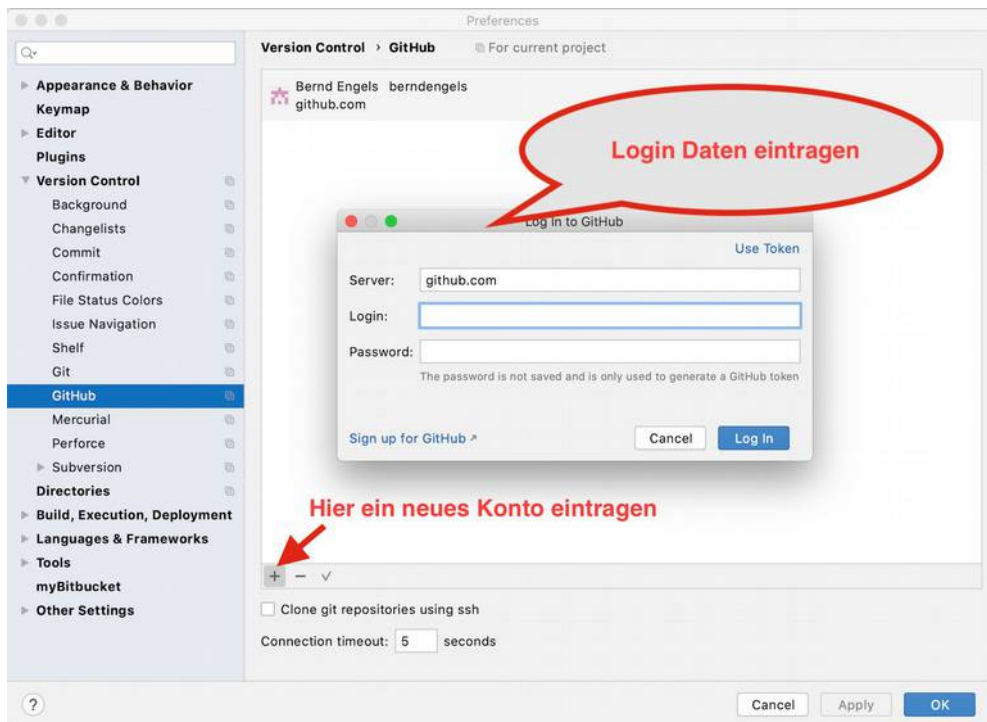 Preferences
Version Control › GitHub For current project
Appearance & Behavior
Keymap
Editor
Plugins
Version Control
Background
Changelists
Commit
Confirmation
File Status Colors
Issue Navigation
Shelf
Git
GitHub
Mercurial
Perforce
Subversion
Directories
Build, Execution, Deployment
Languages & Frameworks
Tools
myBitbucket
Other Settings
Bernd Engels berndengels
github.com
Login Daten eintragen
Log In to GitHub
Use Token
Server: github.com
Login:
Password:
The password is not saved and is only used to generate a GitHub token
Sign up for GitHub ↗ Cancel Log In
Hier ein neues Konto eintragen
Clone git repositories using ssh
Connection timeout: 5 seconds
? Cancel Apply OK